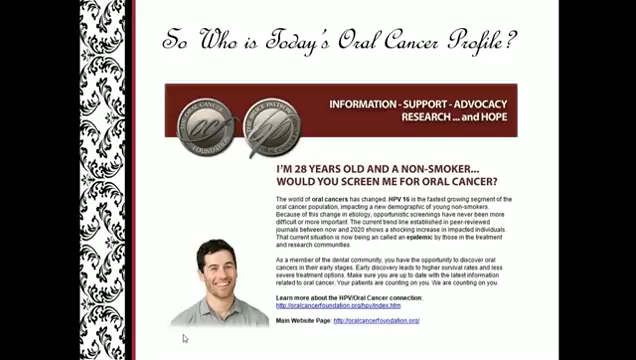 So Who is Today's Oral Cancer Profile?
THE ORAL CANCER
FOUNDATION
INFORMATION - SUPPORT - ADVOCACY
RESEARCH ... and HOPE
I'M 28 YEARS OLD AND A NON-SMOKER...
WOULD YOU SCREEN ME FOR ORAL CANCER?
The world of oral cancers has changed. HPV 16 is the fastest growing segment of the
oral cancer population, impacting a new demographic of young non-smokers.
Because of this change in etiology, opportunistic screenings have never been more
difficult or more important. The current trend line established in peer-reviewed
journals between now and 2020 shows a shocking increase in impacted individuals.
That current situation is now being an called an epidemic by those in the treatment
and research communities.
As a member of the dental community, you have the opportunity to discover oral
cancers in their early stages. Early discovery leads to higher survival rates and less
severe treatment options. Make sure you are up to date with the latest information
related to oral cancer. Your patients are counting on you. We are counting on you.
Learn more about the HPV/Oral Cancer connection:
http://oralcancerfoundation.org/hpv/index.htm
Main Website Page: http://oralcancerfoundation.org/